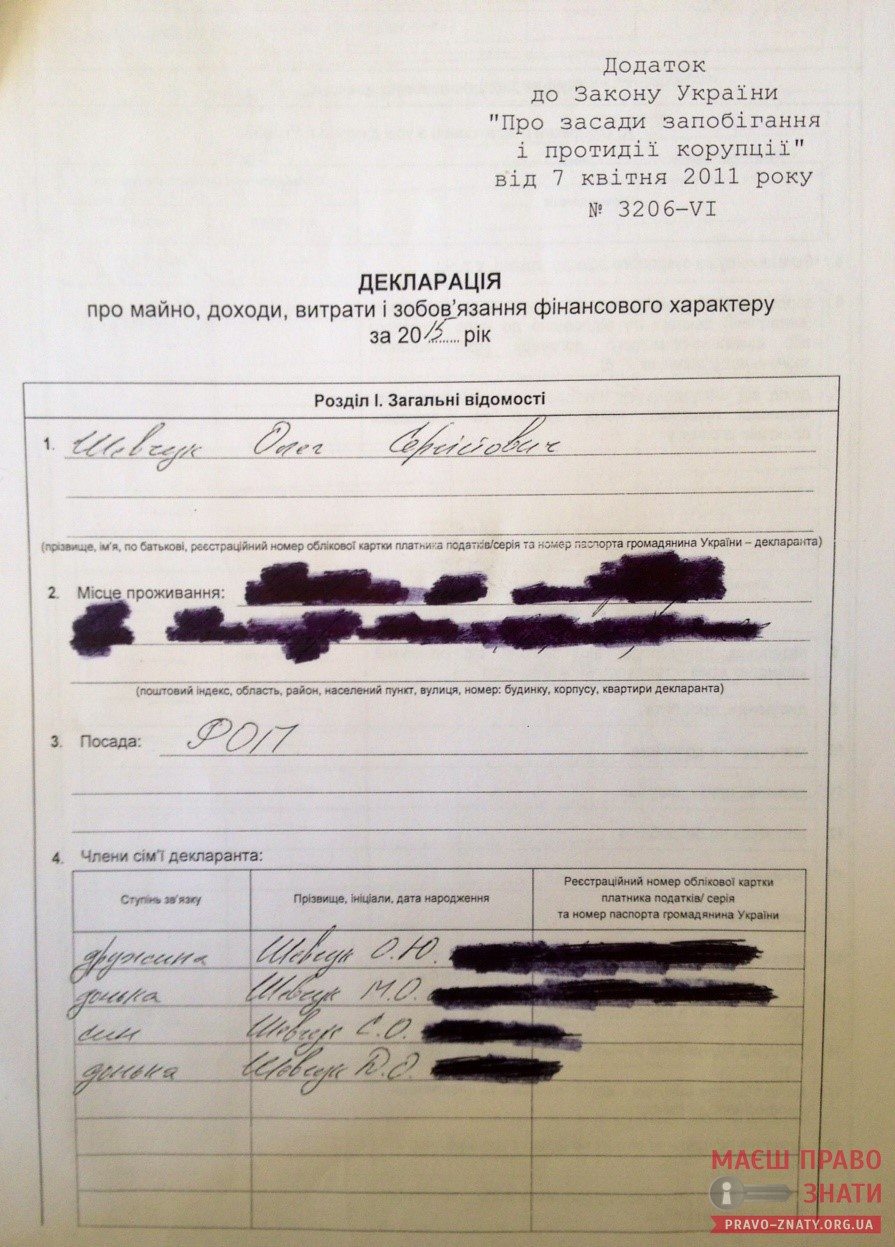 Додаток
до Закону України
"Про засади запобігання
і протидії корупції"
від 7 квітня 2011 року
№ 3206-VI
ДЕКЛАРАЦІЯ
про майно, доходи, витрати і зобов'язання фінансового характеру
за 2015 рік
Розділ I. Загальні відомості
1. Шевчук Олег Сергійович
(прізвище, ім'я, по батькові, реєстраційний номер облікової картки платника податків/серія та номер паспорта громадянина України – декларанта)
2. Місце проживання:
(поштовий індекс, область, район, населений пункт, вулиця, номер: будинку, корпусу, квартири декларанта)
3. Посада: ФОП
4. Члени сім'ї декларанта:
Ступінь зв'язку
Прізвище, ініціали, дата народження
Реєстраційний номер облікової картки
платника податків/ серія
та номер паспорта громадянина України
дружина Шевчук О.Ю.
донька Шевчук М.О.
син Шевчук С.О.
донька Шевчук Д.О.
МАЄШ ПРАВО
ЗНАТИ
PRAVO-ZNATY.ORG.UA